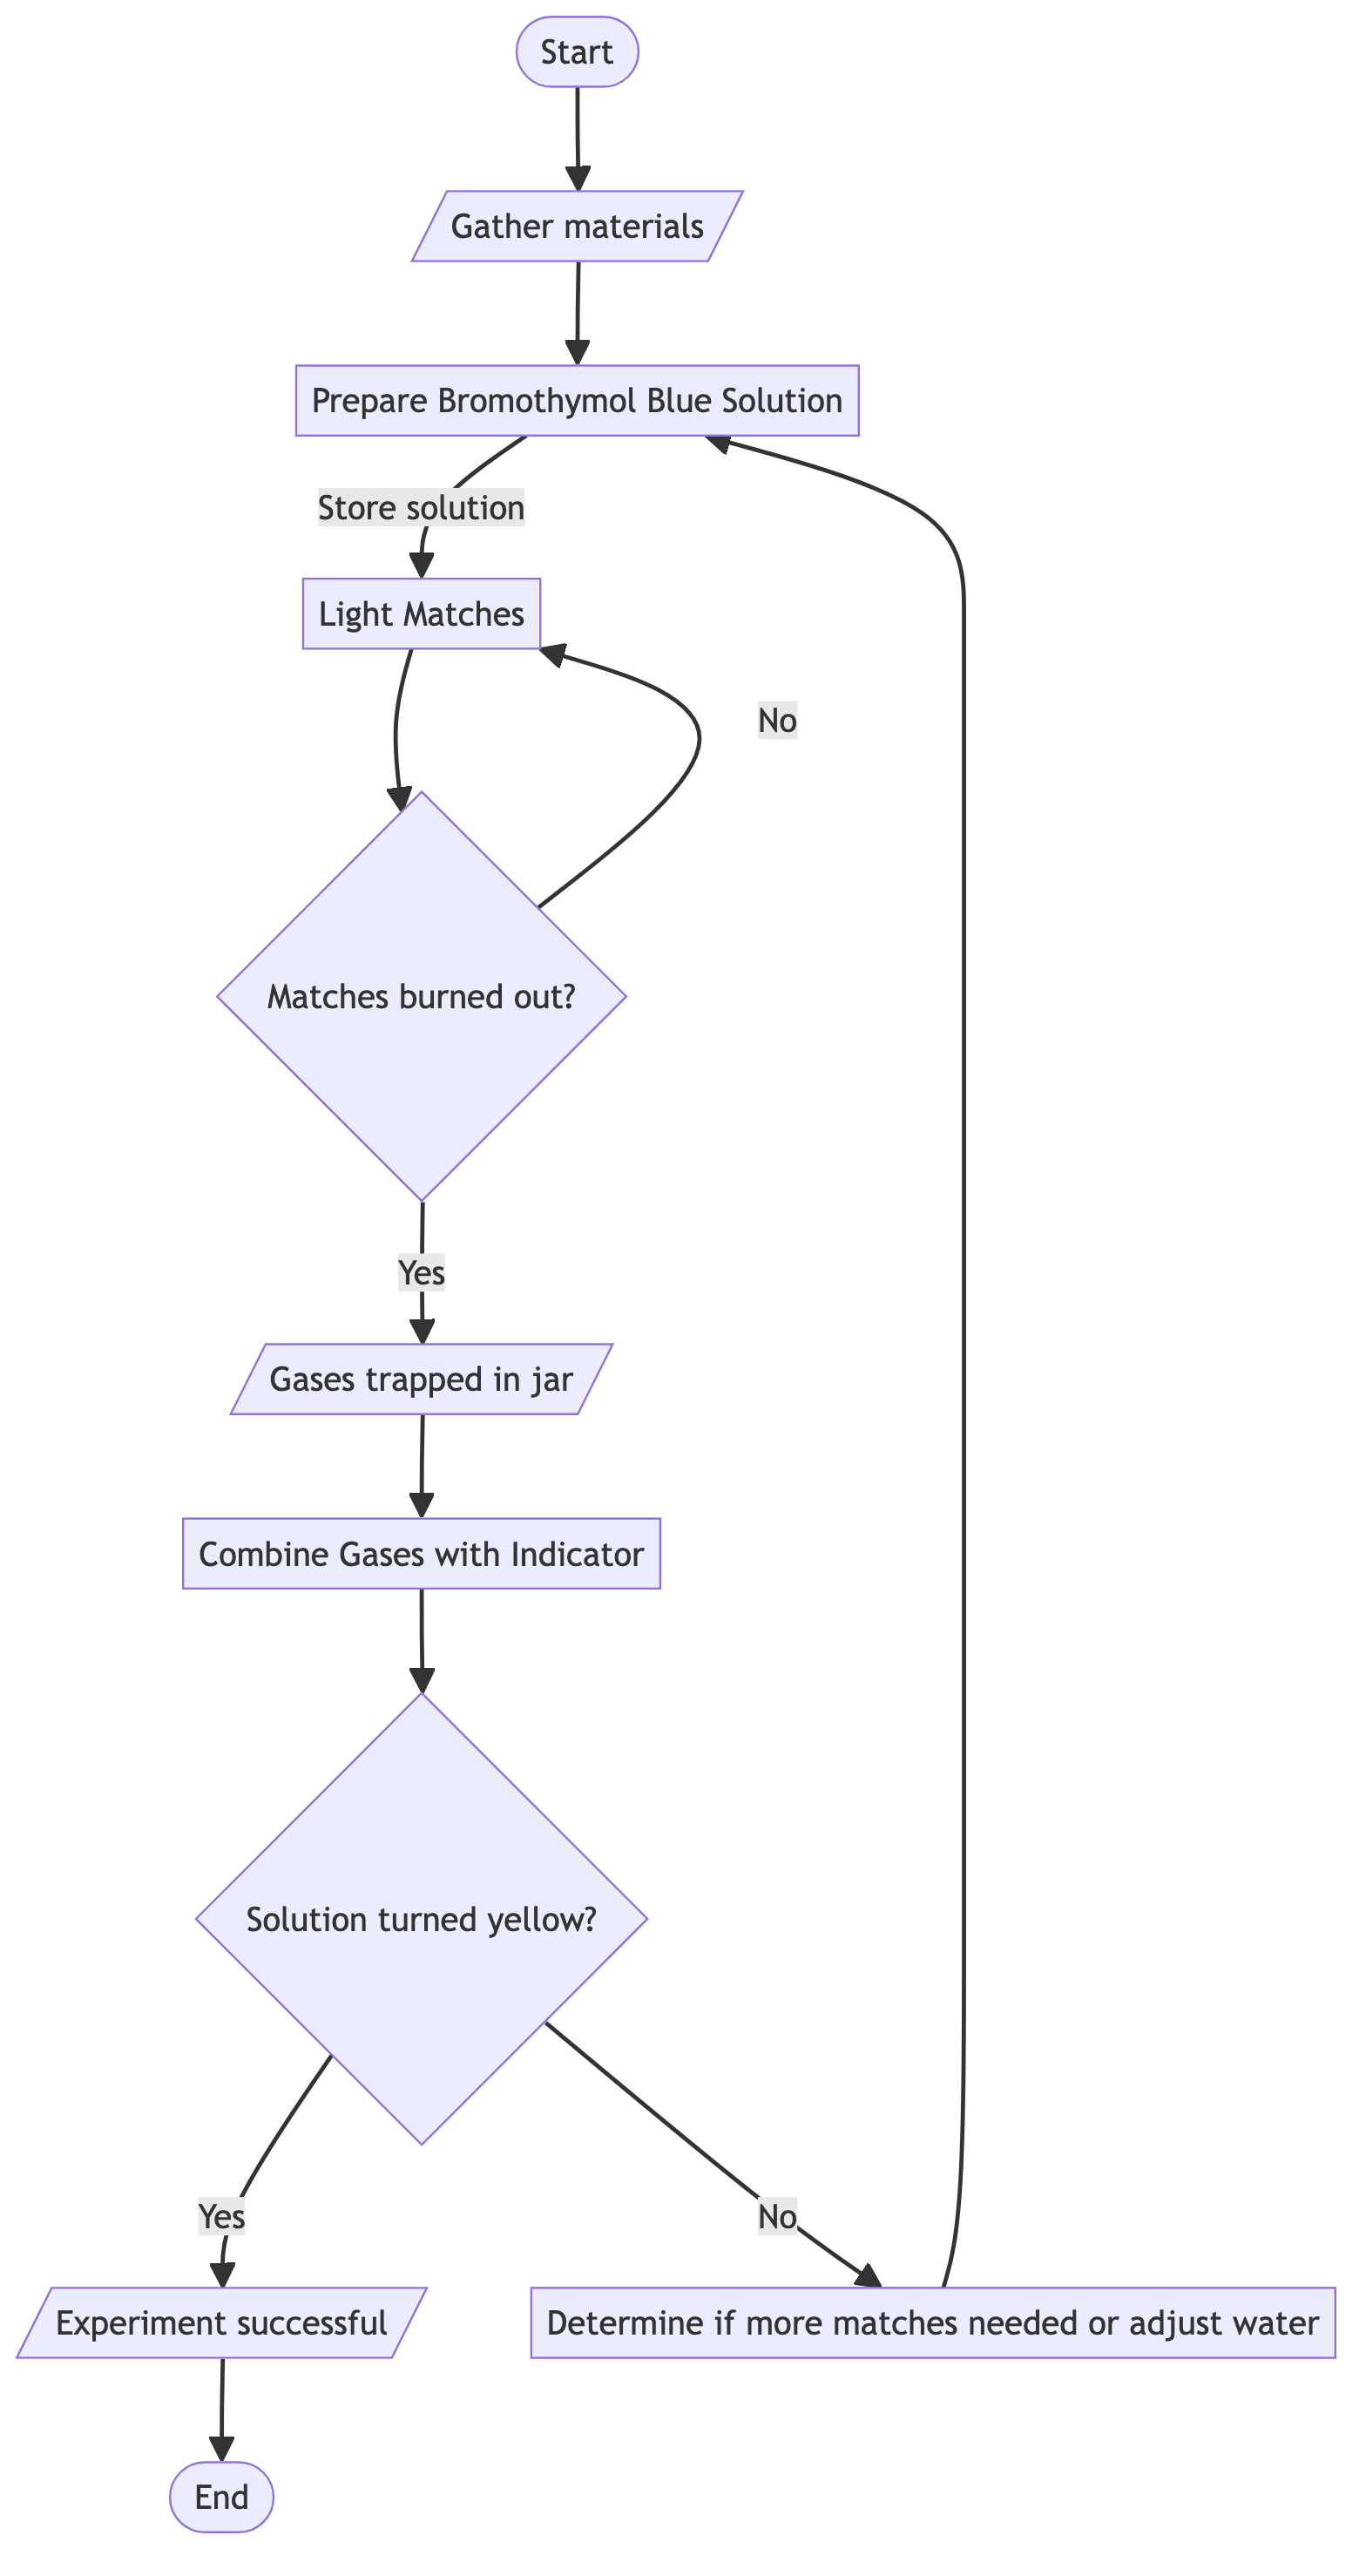 Start
Gather materials
Prepare Bromothymol Blue Solution
Store solution
Light Matches
No
Matches burned out?
Yes
Gases trapped in jar
Combine Gases with Indicator
Solution turned yellow?
Yes
No
Experiment successful
Determine if more matches needed or adjust water
End